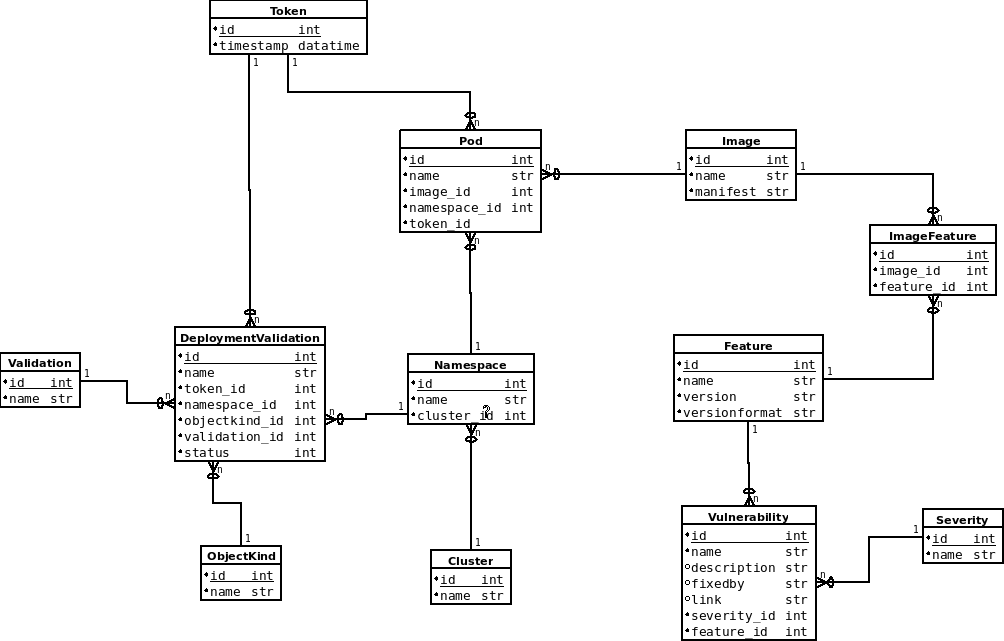 Token
id int
timestamp datatime
1 1
n
Pod
id int
name str
image_id int
namespace_id int
token_id
n
n
1
Image
id int
name str
manifest str
1
n
ImageFeature
id int
image_id int
feature_id int
n
n
DeploymentValidation
id int
name str
token_id int
namespace_id int
objectkind_id int
validation_id int
status int
n
n
n
Validation
id int
name str
1
1
Namespace
id int
name str
cluster_id int
1
n
Feature
id int
name str
version str
versionformat str
1
1
n
Vulnerability
id int
name str
description str
fixedby str
link str
severity_id int
feature_id int
n
1
Severity
id int
name str
1
ObjectKind
id int
name str
1
Cluster
id int
name str